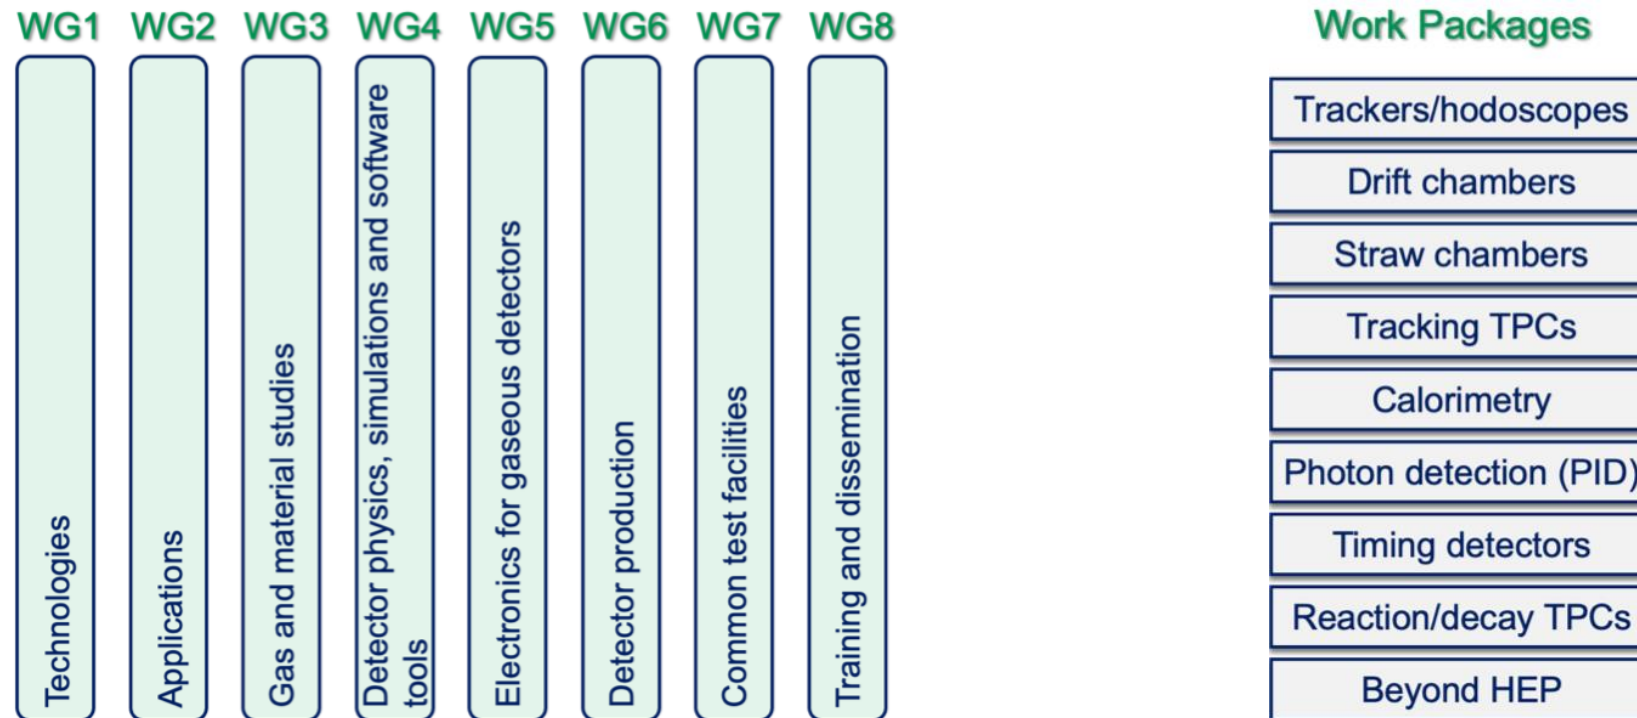 WG1 WG2 WG3 WG4 WG5 WG6 WG7 WG8
Technologies
Applications
Gas and material studies
Detector physics, simulations and software
tools
Electronics for gaseous detectors
Detector production
Common test facilities
Training and dissemination
Work Packages
Trackers/hodoscopes
Drift chambers
Straw chambers
Tracking TPCs
Calorimetry
Photon detection (PID)
Timing detectors
Reaction/decay TPCs
Beyond HEP